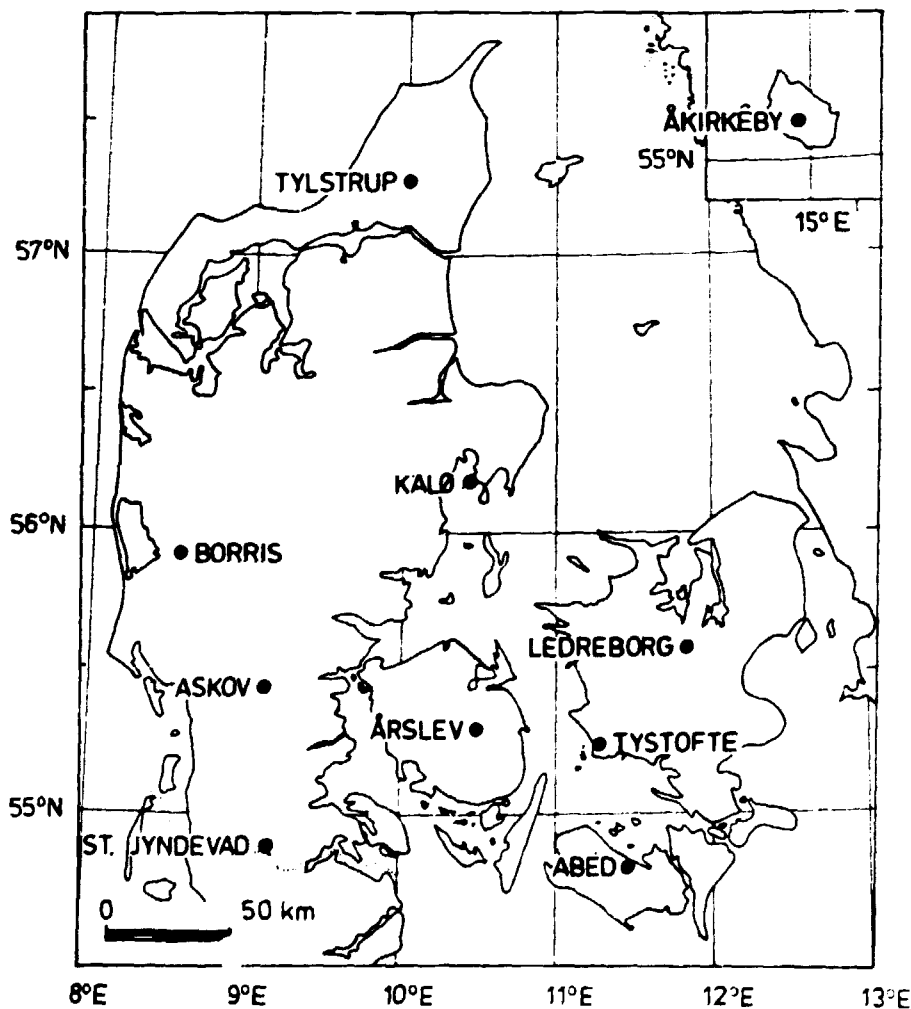 ÅKIRKEBY
55°N
15°E
TYLSTRUP
57°N
KALØ
56°N
BORRIS
LEDREBORG
ASKOV
ÅRSLEV
TYSTOFTE
55°N
ST. JYNDEVAD
ABED
0 50 km
8°E 9°E 10°E 11°E 12°E 13°E